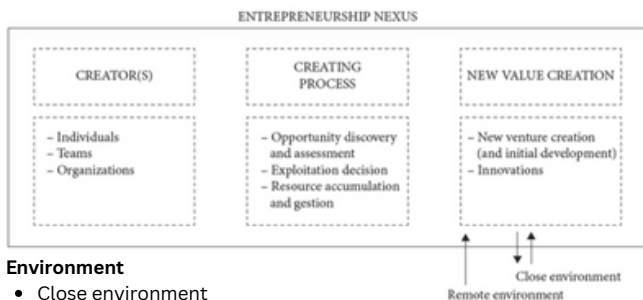 ENTREPRENEURSHIP NEXUS
CREATOR(S)
– Individuals
– Teams
– Organizations
CREATING
PROCESS
– Opportunity discovery
and assessment
– Exploitation decision
– Resource accumulation
and gestion
NEW VALUE CREATION
– New venture creation
(and initial development)
– Innovations
Close environment
Remote environment
Environment
• Close environment